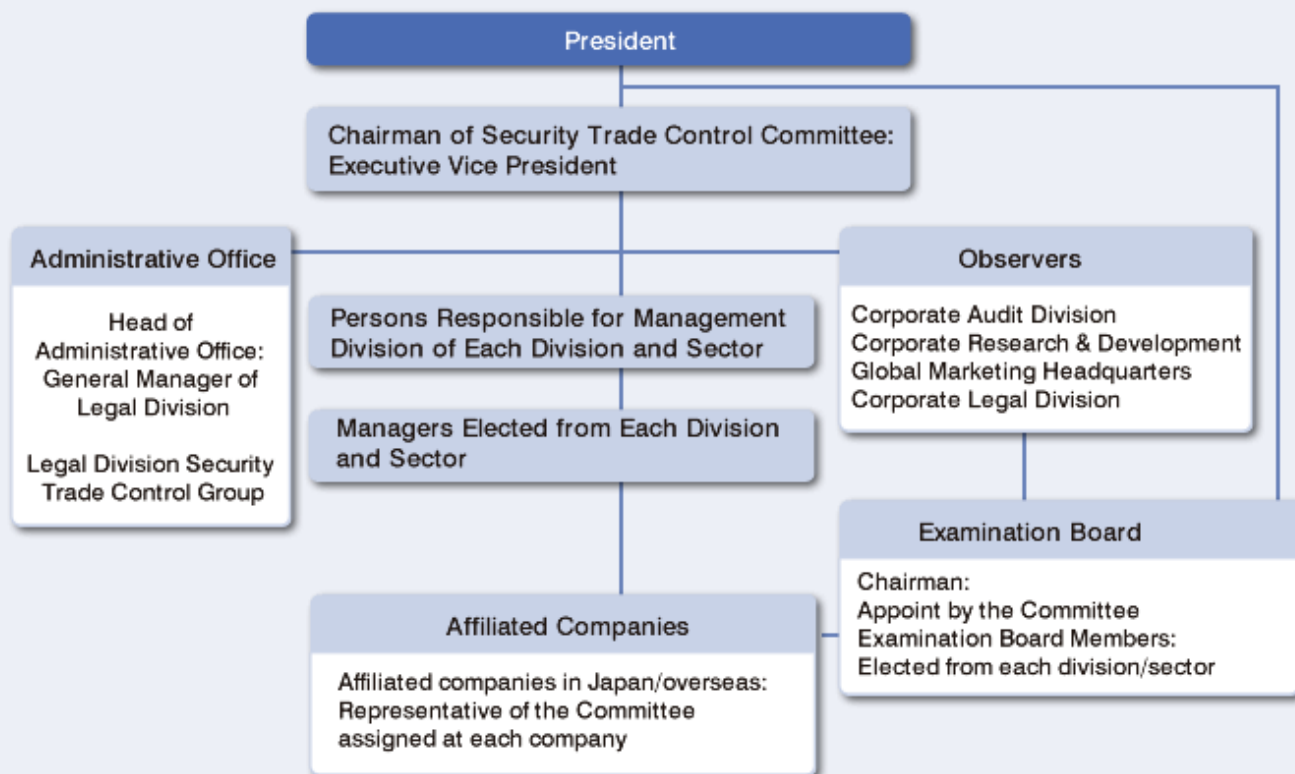 President
Chairman of Security Trade Control Committee:
Executive Vice President
Administrative Office
Head of
Administrative Office:
General Manager of
Legal Division
Legal Division Security
Trade Control Group
Persons Responsible for Management
Division of Each Division and Sector
Managers Elected from Each Division
and Sector
Observers
Corporate Audit Division
Corporate Research & Development
Global Marketing Headquarters
Corporate Legal Division
Examination Board
Chairman:
Appoint by the Committee
Examination Board Members:
Elected from each division/sector
Affiliated Companies
Affiliated companies in Japan/overseas:
Representative of the Committee
assigned at each company